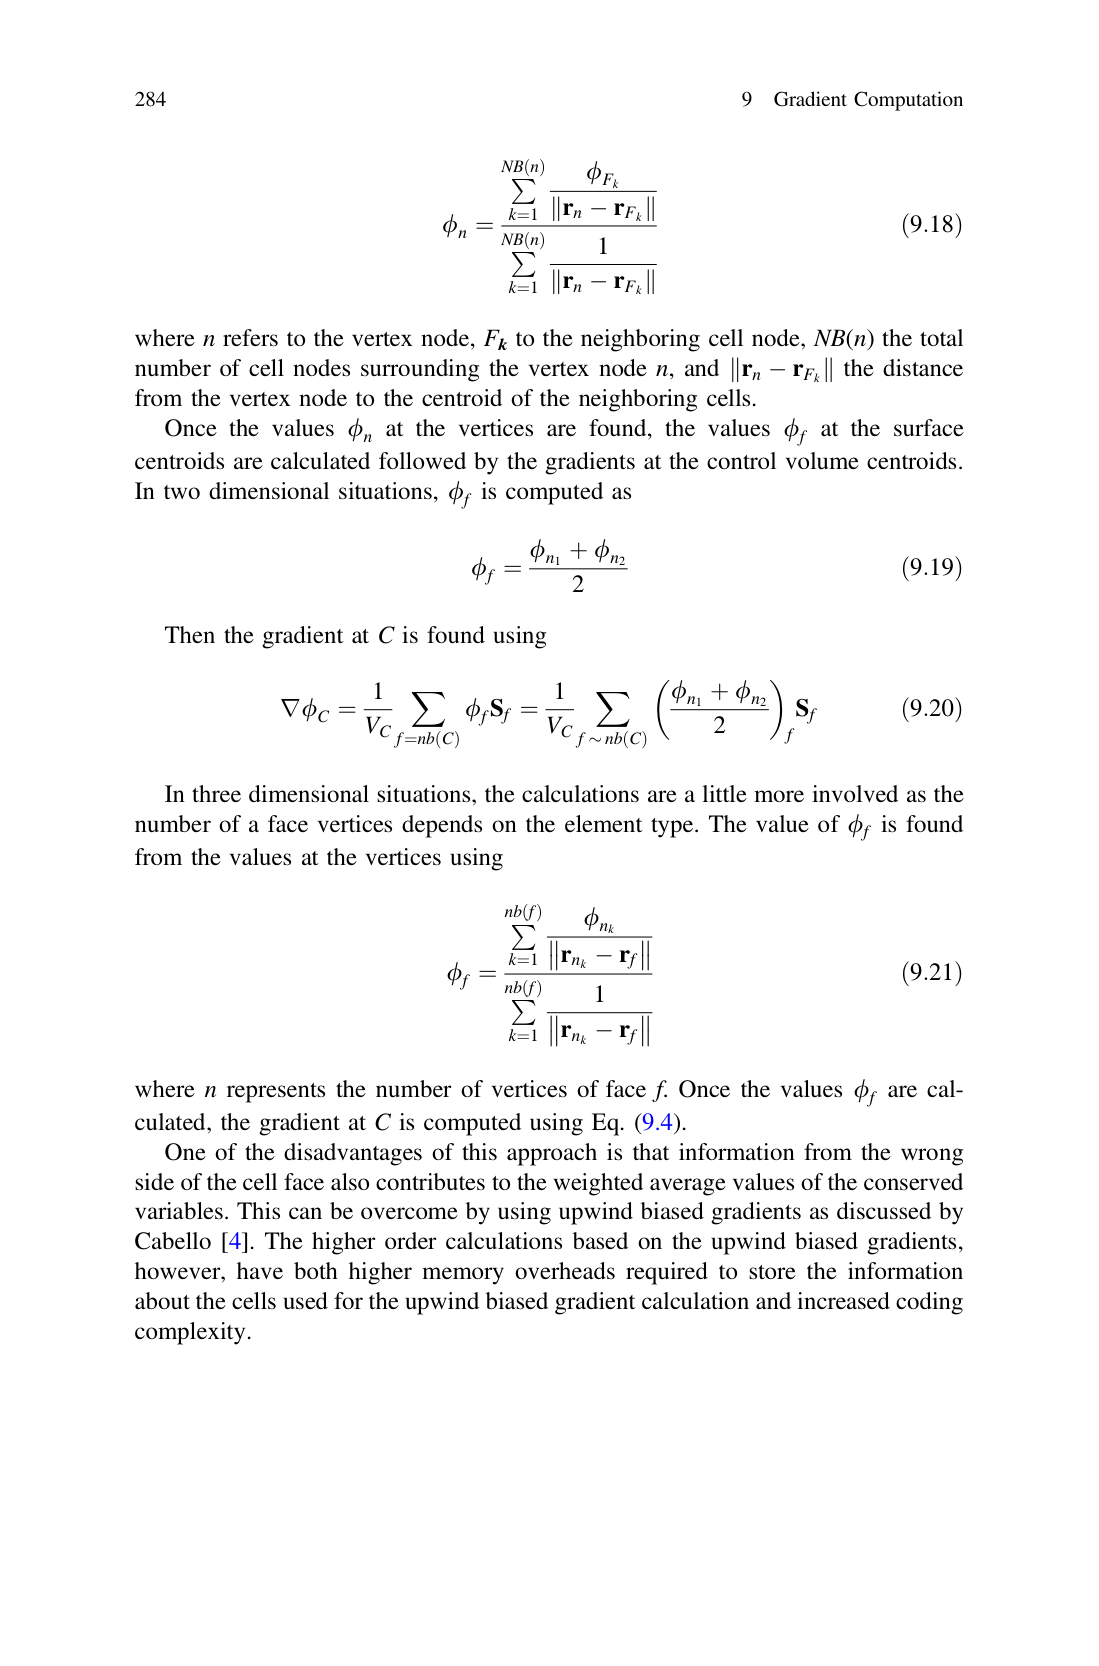 284 9 Gradient Computation
\phi_n = \frac{\sum_{k=1}^{NB(n)} \frac{\phi_{F_k}}{\|\mathbf{r}_n - \mathbf{r}_{F_k}\|}}{\sum_{k=1}^{NB(n)} \frac{1}{\|\mathbf{r}_n - \mathbf{r}_{F_k}\|}} (9.18)
where n refers to the vertex node, F_k to the neighboring cell node, NB(n) the total
number of cell nodes surrounding the vertex node n, and ‖r_n − r_{F_k}‖ the distance
from the vertex node to the centroid of the neighboring cells.
Once the values ϕ_n at the vertices are found, the values ϕ_f at the surface
centroids are calculated followed by the gradients at the control volume centroids.
In two dimensional situations, ϕ_f is computed as
\phi_f = \frac{\phi_{n_1} + \phi_{n_2}}{2} (9.19)
Then the gradient at C is found using
\nabla\phi_C = \frac{1}{V_C} \sum_{f=nb(C)} \phi_f \mathbf{S}_f = \frac{1}{V_C} \sum_{f \sim nb(C)} \left(\frac{\phi_{n_1} + \phi_{n_2}}{2}\right)_f \mathbf{S}_f (9.20)
In three dimensional situations, the calculations are a little more involved as the
number of a face vertices depends on the element type. The value of ϕ_f is found
from the values at the vertices using
\phi_f = \frac{\sum_{k=1}^{nb(f)} \frac{\phi_{n_k}}{\|\mathbf{r}_{n_k} - \mathbf{r}_f\|}}{\sum_{k=1}^{nb(f)} \frac{1}{\|\mathbf{r}_{n_k} - \mathbf{r}_f\|}} (9.21)
where n represents the number of vertices of face f. Once the values ϕ_f are cal-
culated, the gradient at C is computed using Eq. (9.4).
One of the disadvantages of this approach is that information from the wrong
side of the cell face also contributes to the weighted average values of the conserved
variables. This can be overcome by using upwind biased gradients as discussed by
Cabello [4]. The higher order calculations based on the upwind biased gradients,
however, have both higher memory overheads required to store the information
about the cells used for the upwind biased gradient calculation and increased coding
complexity.